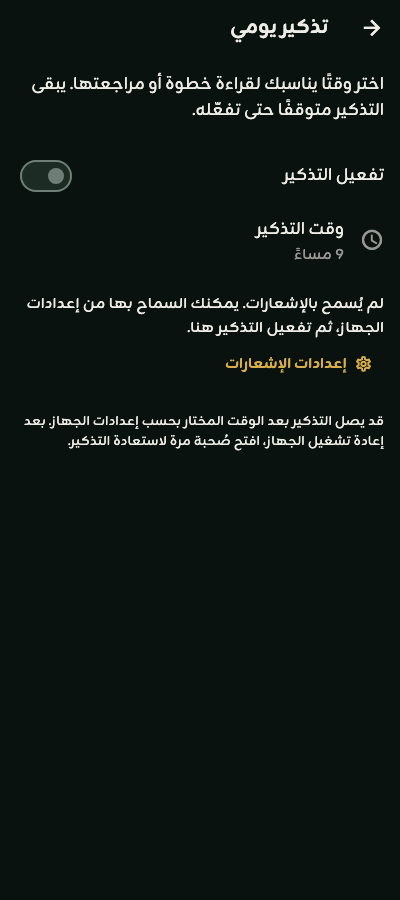 تذكير يومي
اختر وقتًا يناسبك لقراءة خطوة أو مراجعتها. يبقى
التذكير متوقفًا حتى تفعّله.
تفعيل التذكير
وقت التذكير
9 مساءً
لم يُسمح بالإشعارات. يمكنك السماح بها من إعدادات
الجهاز، ثم تفعيل التذكير هنا.
إعدادات الإشعارات
قد يصل التذكير بعد الوقت المختار بحسب إعدادات الجهاز. بعد
إعادة تشغيل الجهاز، افتح صُحبة مرة لاستعادة التذكير.